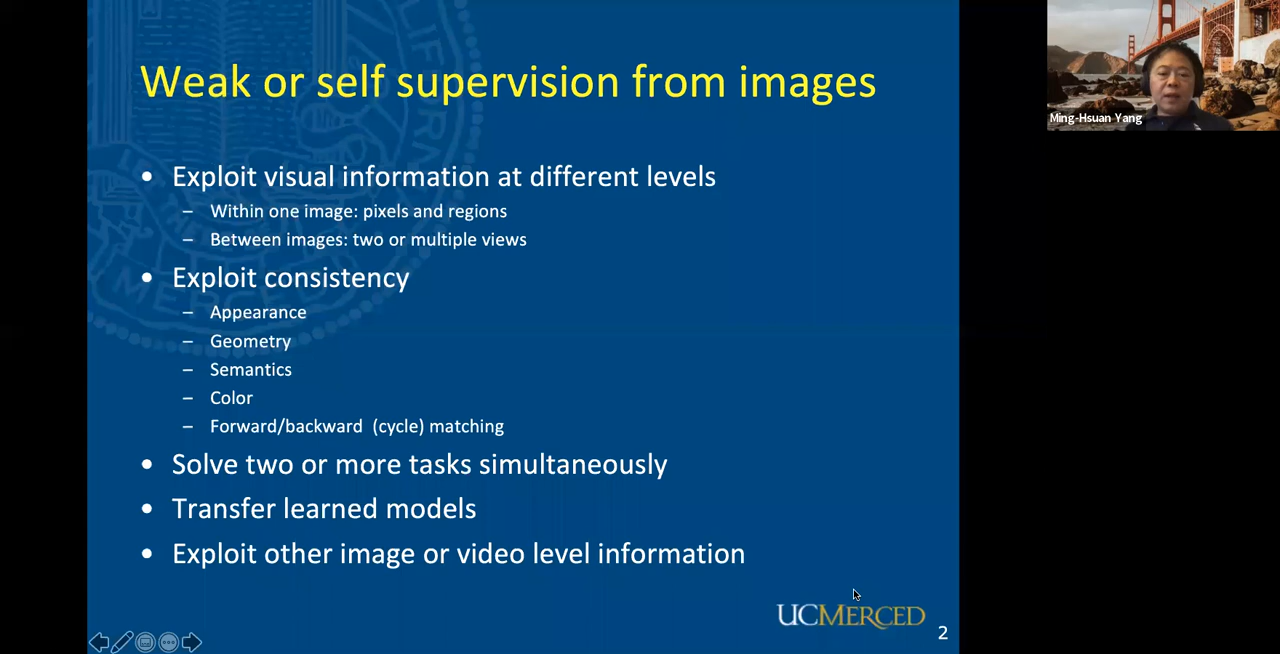 Weak or self supervision from images
Ming-Hsuan Yang
• Exploit visual information at different levels
– Within one image: pixels and regions
– Between images: two or multiple views
• Exploit consistency
– Appearance
– Geometry
– Semantics
– Color
– Forward/backward (cycle) matching
• Solve two or more tasks simultaneously
• Transfer learned models
• Exploit other image or video level information
UCMERCED
2